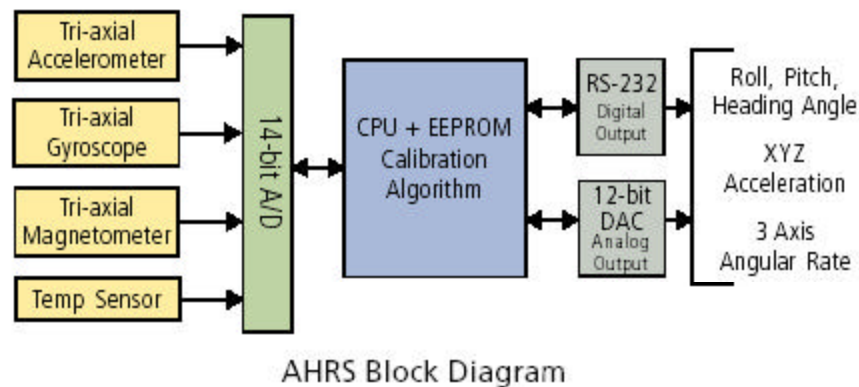 Tri-axial
Accelerometer
Tri-axial
Gyroscope
Tri-axial
Magnetometer
Temp Sensor
14-bit A/D
CPU + EEPROM
Calibration
Algorithm
RS-232
Digital
Output
12-bit
DAC
Analog
Output
Roll, Pitch,
Heading Angle
XYZ
Acceleration
3 Axis
Angular Rate
AHRS Block Diagram